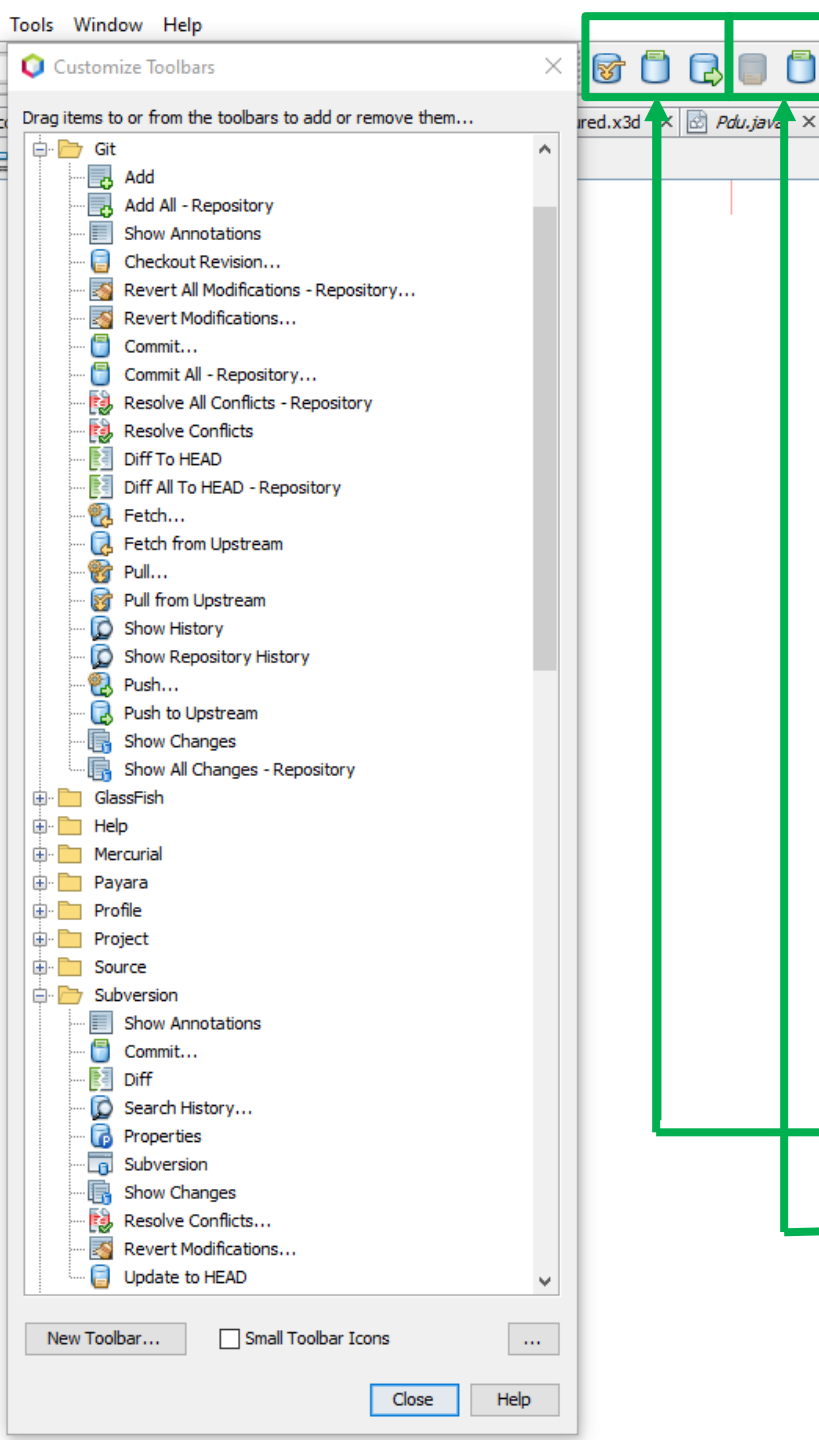 Tools Window Help
Customize Toolbars
Drag items to or from the toolbars to add or remove them...
ured.x3d
Pdu.java
Git
Add
Add All - Repository
Show Annotations
Checkout Revision...
Revert All Modifications - Repository...
Revert Modifications...
Commit...
Commit All - Repository...
Resolve All Conflicts - Repository
Resolve Conflicts
Diff To HEAD
Diff All To HEAD - Repository
Fetch...
Fetch from Upstream
Pull...
Pull from Upstream
Show History
Show Repository History
Push...
Push to Upstream
Show Changes
Show All Changes - Repository
GlassFish
Help
Mercurial
Payara
Profile
Project
Source
Subversion
Show Annotations
Commit...
Diff
Search History...
Properties
Subversion
Show Changes
Resolve Conflicts...
Revert Modifications...
Update to HEAD
New Toolbar...
Small Toolbar Icons
...
Close
Help